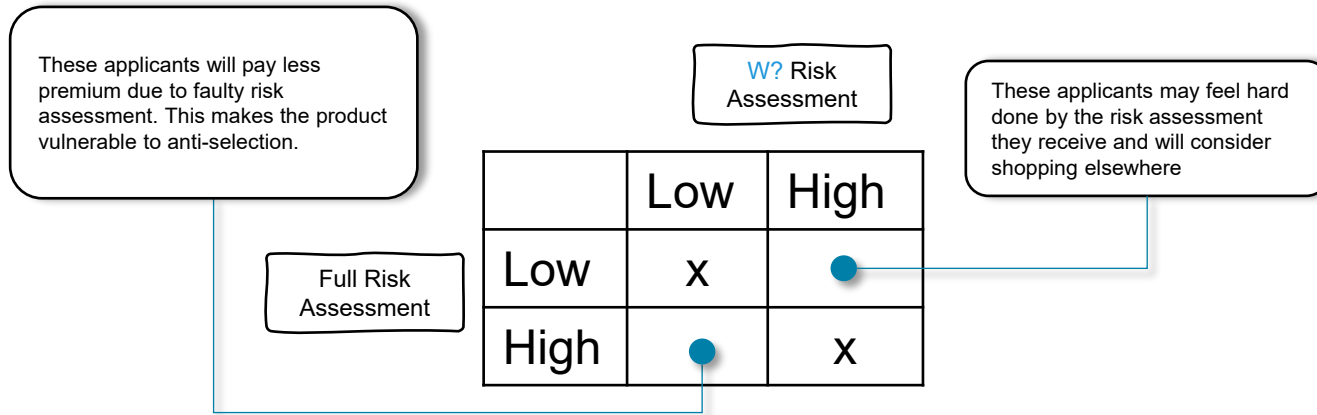 These applicants will pay less
premium due to faulty risk
assessment. This makes the product
vulnerable to anti-selection.
W? Risk
Assessment
These applicants may feel hard
done by the risk assessment
they receive and will consider
shopping elsewhere
Low High
Full Risk
Assessment
Low x
High x